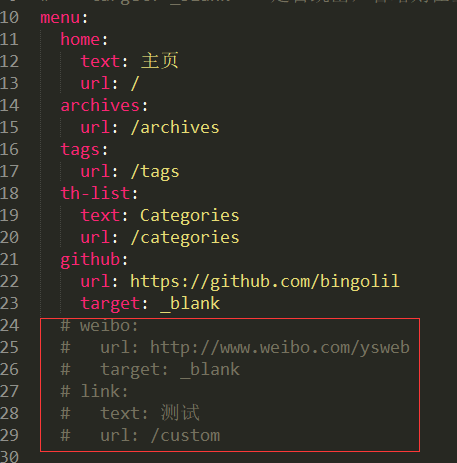 10 menu:
11   home:
12     text: 主页
13     url: /
14   archives:
15     url: /archives
16   tags:
17     url: /tags
18   th-list:
19     text: Categories
20     url: /categories
21   github:
22     url: https://github.com/bingolil
23     target: _blank
24   # weibo:
25   #   url: http://www.weibo.com/ysweb
26   #   target: _blank
27   # link:
28   #   text: 测试
29   #   url: /custom
30